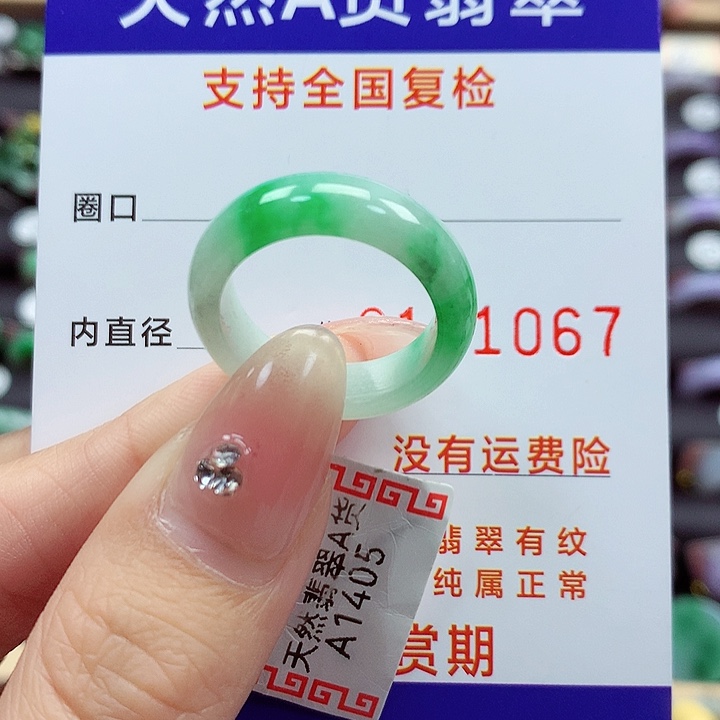 天然A货翡翠
支持全国复检
圈口
内直径
1067
没有运费险
翡翠有纹
纯属正常
赏期
天然翡翠A货
A1405